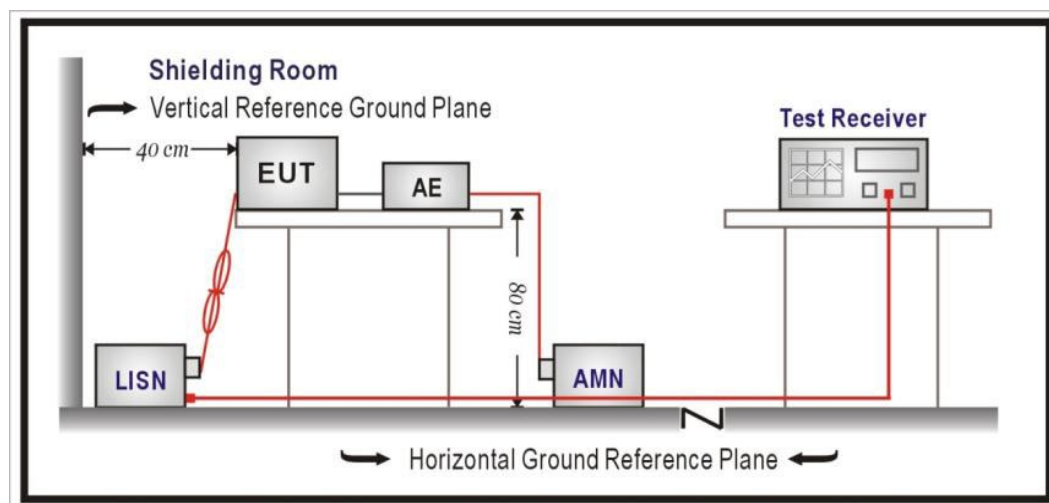 Shielding Room
Vertical Reference Ground Plane
Test Receiver
40 cm
EUT
AE
80 cm
LISN
AMN
Horizontal Ground Reference Plane